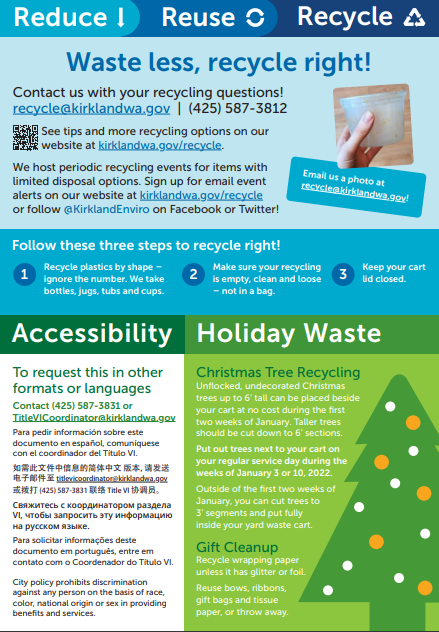 Reduce
Reuse
Recycle
Waste less, recycle right!
Contact us with your recycling questions!
recycle@kirklandwa.gov | (425) 587-3812
See tips and more recycling options on our
website at kirklandwa.gov/recycle.
We host periodic recycling events for items with
limited disposal options. Sign up for email event
alerts on our website at kirklandwa.gov/recycle
or follow @KirklandEnviro on Facebook or Twitter!
Email us a photo at
recycle@kirklandwa.gov!
Follow these three steps to recycle right!
1
Recycle plastics by shape –
ignore the number. We take
bottles, jugs, tubs and cups.
2
Make sure your recycling
is empty, clean and loose
– not in a bag.
3
Keep your cart
lid closed.
Accessibility
To request this in other
formats or languages
Contact (425) 587-3831 or
TitleVICoordinator@kirklandwa.gov
Para pedir información sobre este
documento en español, comuníquese
con el coordinador del Título VI.
如需此文件中信息的简体中文 版本, 请发送
电子邮件至 titlevicoordinator@kirklandwa.gov
或拨打 (425) 587-3831 联络 Title VI 协调员。
Свяжитесь с координатором раздела
VI, чтобы запросить эту информацию
на русском языке.
Para solicitar informações deste
documento em português, entre em
contato com o Coordenador do Título VI.
City policy prohibits discrimination
against any person on the basis of race,
color, national origin or sex in providing
benefits and services.
Holiday Waste
Christmas Tree Recycling
Unflocked, undecorated Christmas
trees up to 6' tall can be placed beside
your cart at no cost during the first
two weeks of January. Taller trees
should be cut down to 6' sections.
Put out trees next to your cart on
your regular service day during the
weeks of January 3 or 10, 2022.
Outside of the first two weeks of
January, you can cut trees to
3' segments and put fully
inside your yard waste cart.
Gift Cleanup
Recycle wrapping paper
unless it has glitter or foil.
Reuse bows, ribbons,
gift bags and tissue
paper, or throw away.